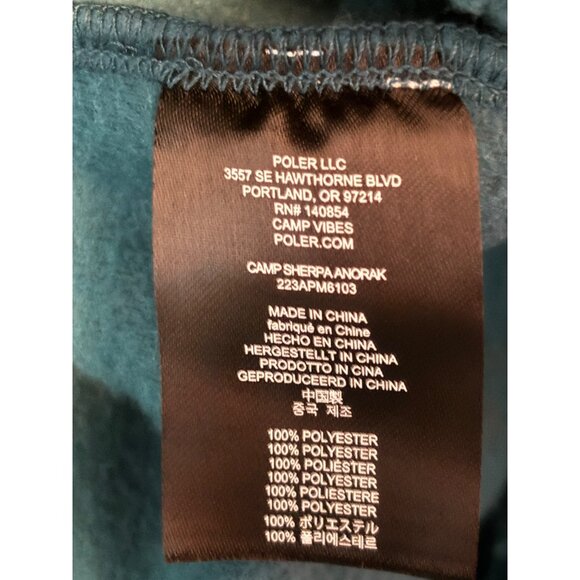 POLER LLC
3557 SE HAWTHORNE BLVD
PORTLAND, OR 97214
RN# 140854
CAMP VIBES
POLER.COM
CAMP SHERPA ANORAK
223APM6103
MADE IN CHINA
fabriqué en Chine
HECHO EN CHINA
HERGESTELLT IN CHINA
PRODOTTO IN CINA
GEPRODUCEERD IN CHINA
中国製
중국 제조
100% POLYESTER
100% POLYESTER
100% POLIÉSTER
100% POLYESTER
100% POLIESTERE
100% POLYESTER
100% ポリエステル
100% 폴리에스테르